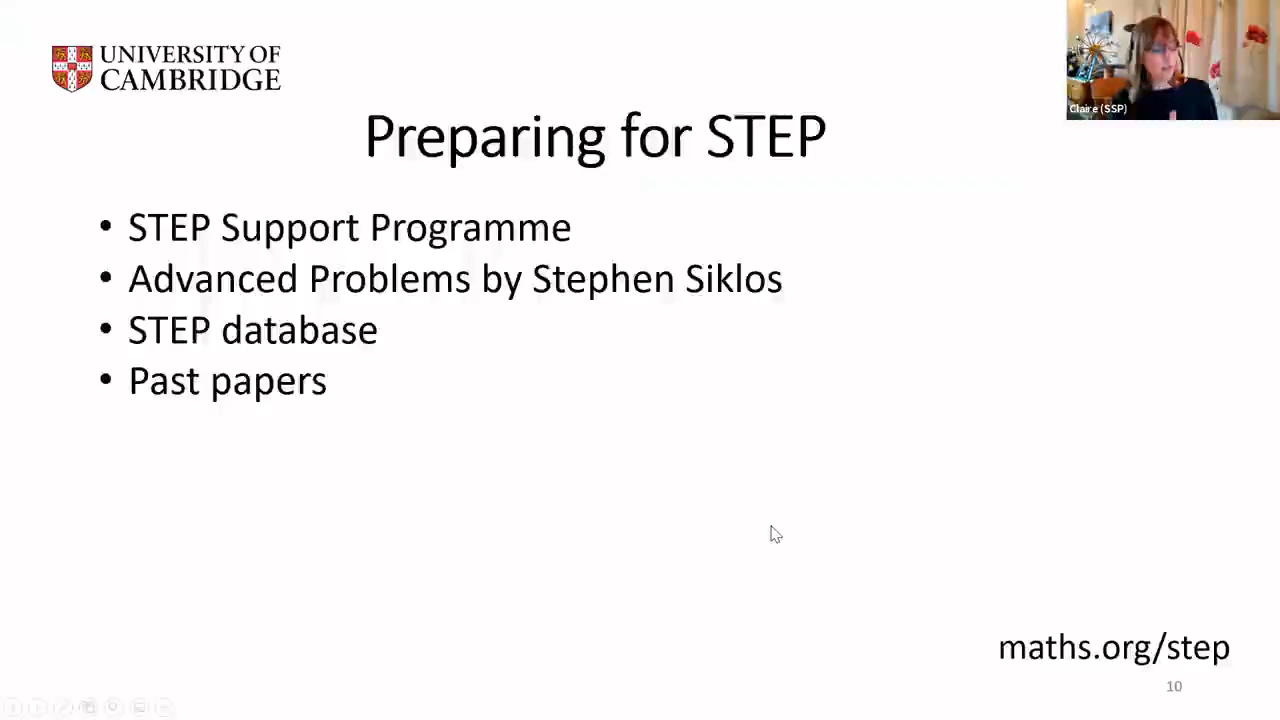 UNIVERSITY OF
CAMBRIDGE
Claire (SSP)
Preparing for STEP
• STEP Support Programme
• Advanced Problems by Stephen Siklos
• STEP database
• Past papers
maths.org/step
10